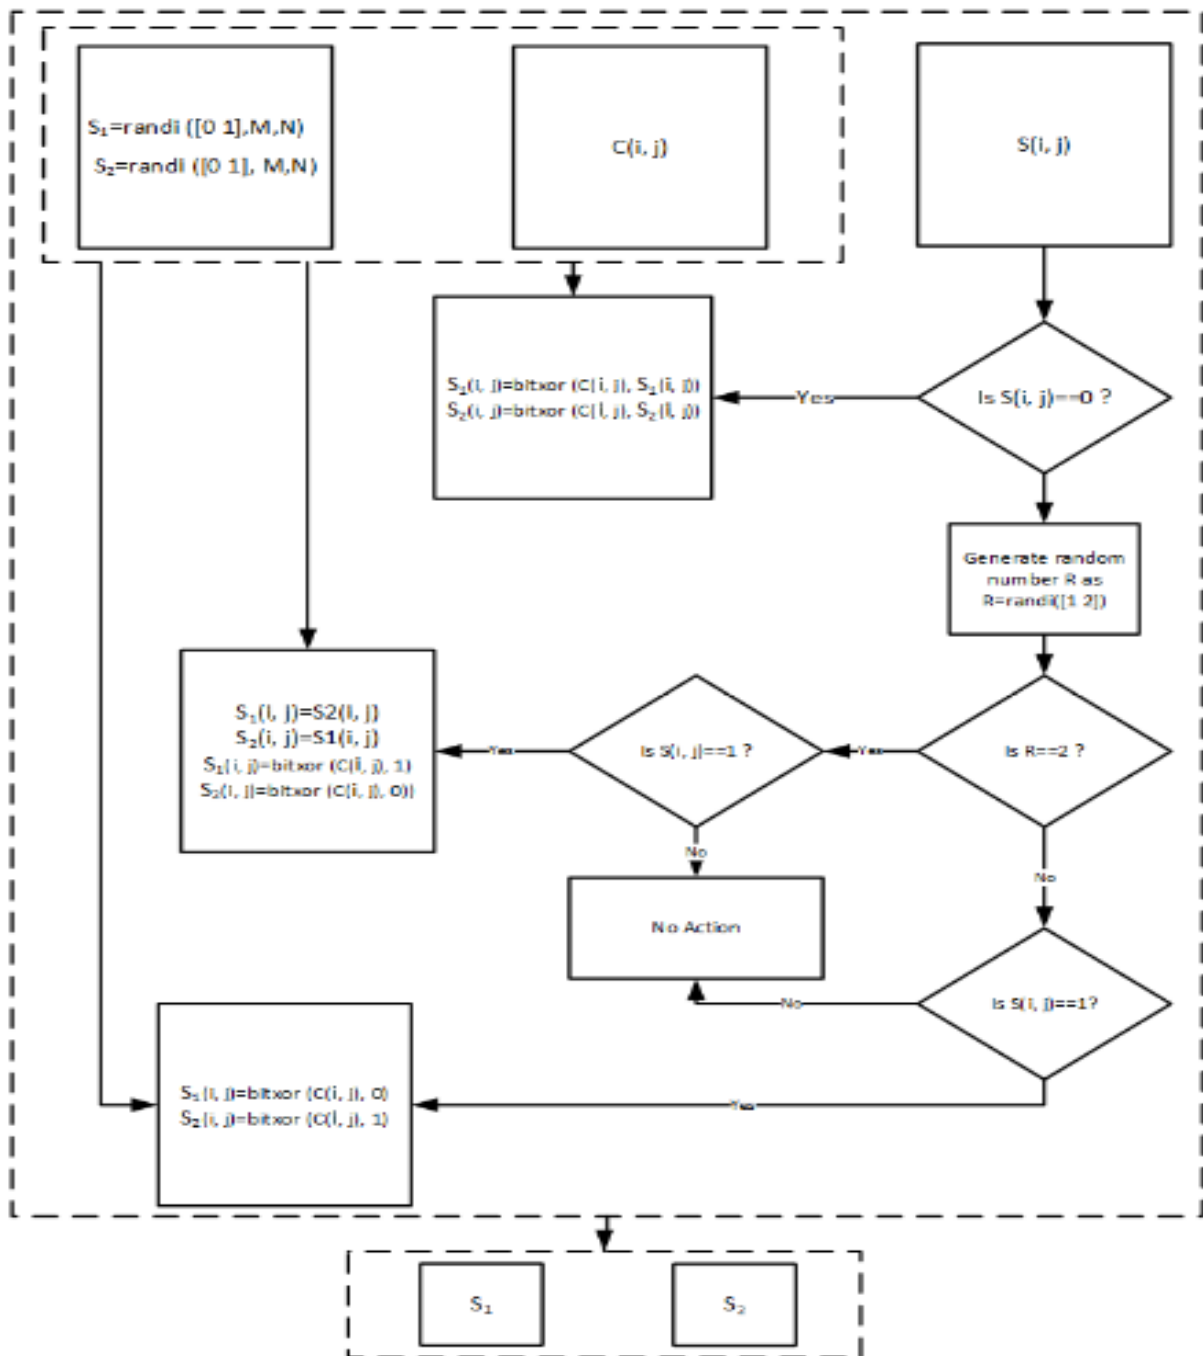 S₁=randi ([0 1],M,N)
S₂=randi ([0 1], M,N)
C(i, j)
S(i, j)
S₁(i, j)=bitxor (C(i, j), S₁(i, j))
S₂(i, j)=bitxor (C(i, j), S₂(i, j))
Yes
Is S(i, j)==0 ?
Generate random
number R as
R=randi([1 2])
S₁(i, j)=S2(i, j)
S₂(i, j)=S1(i, j)
S₁(i, j)=bitxor (C(i, j), 1)
S₂(i, j)=bitxor (C(i, j), 0))
Yes
Is S(i, j)==1 ?
Yes
Is R==2 ?
No
No
No Action
No
Is S(i, j)==1?
S₁(i, j)=bitxor (C(i, j), 0)
S₂(i, j)=bitxor (C(i, j), 1)
Yes
S₁
S₂